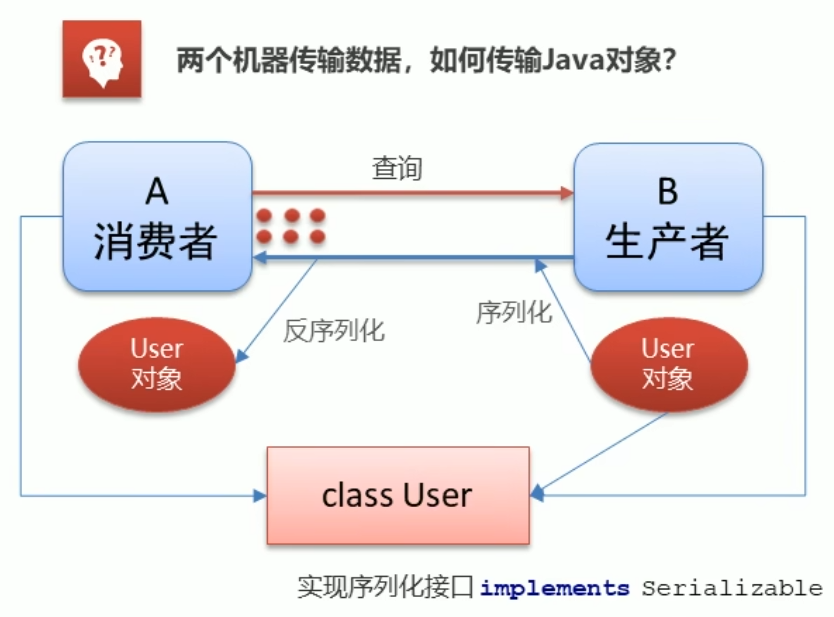 ??
两个机器传输数据，如何传输Java对象？
查询
A
消费者
B
生产者
反序列化
序列化
User
对象
User
对象
class User
实现序列化接口 implements Serializable